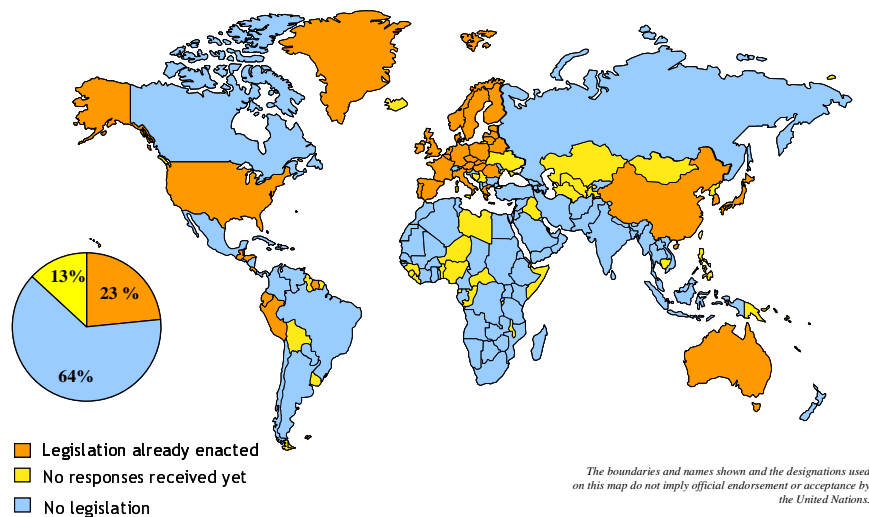 13%
23 %
64%
Legislation already enacted
No responses received yet
No legislation
The boundaries and names shown and the designations used
on this map do not imply official endorsement or acceptance by
the United Nations.